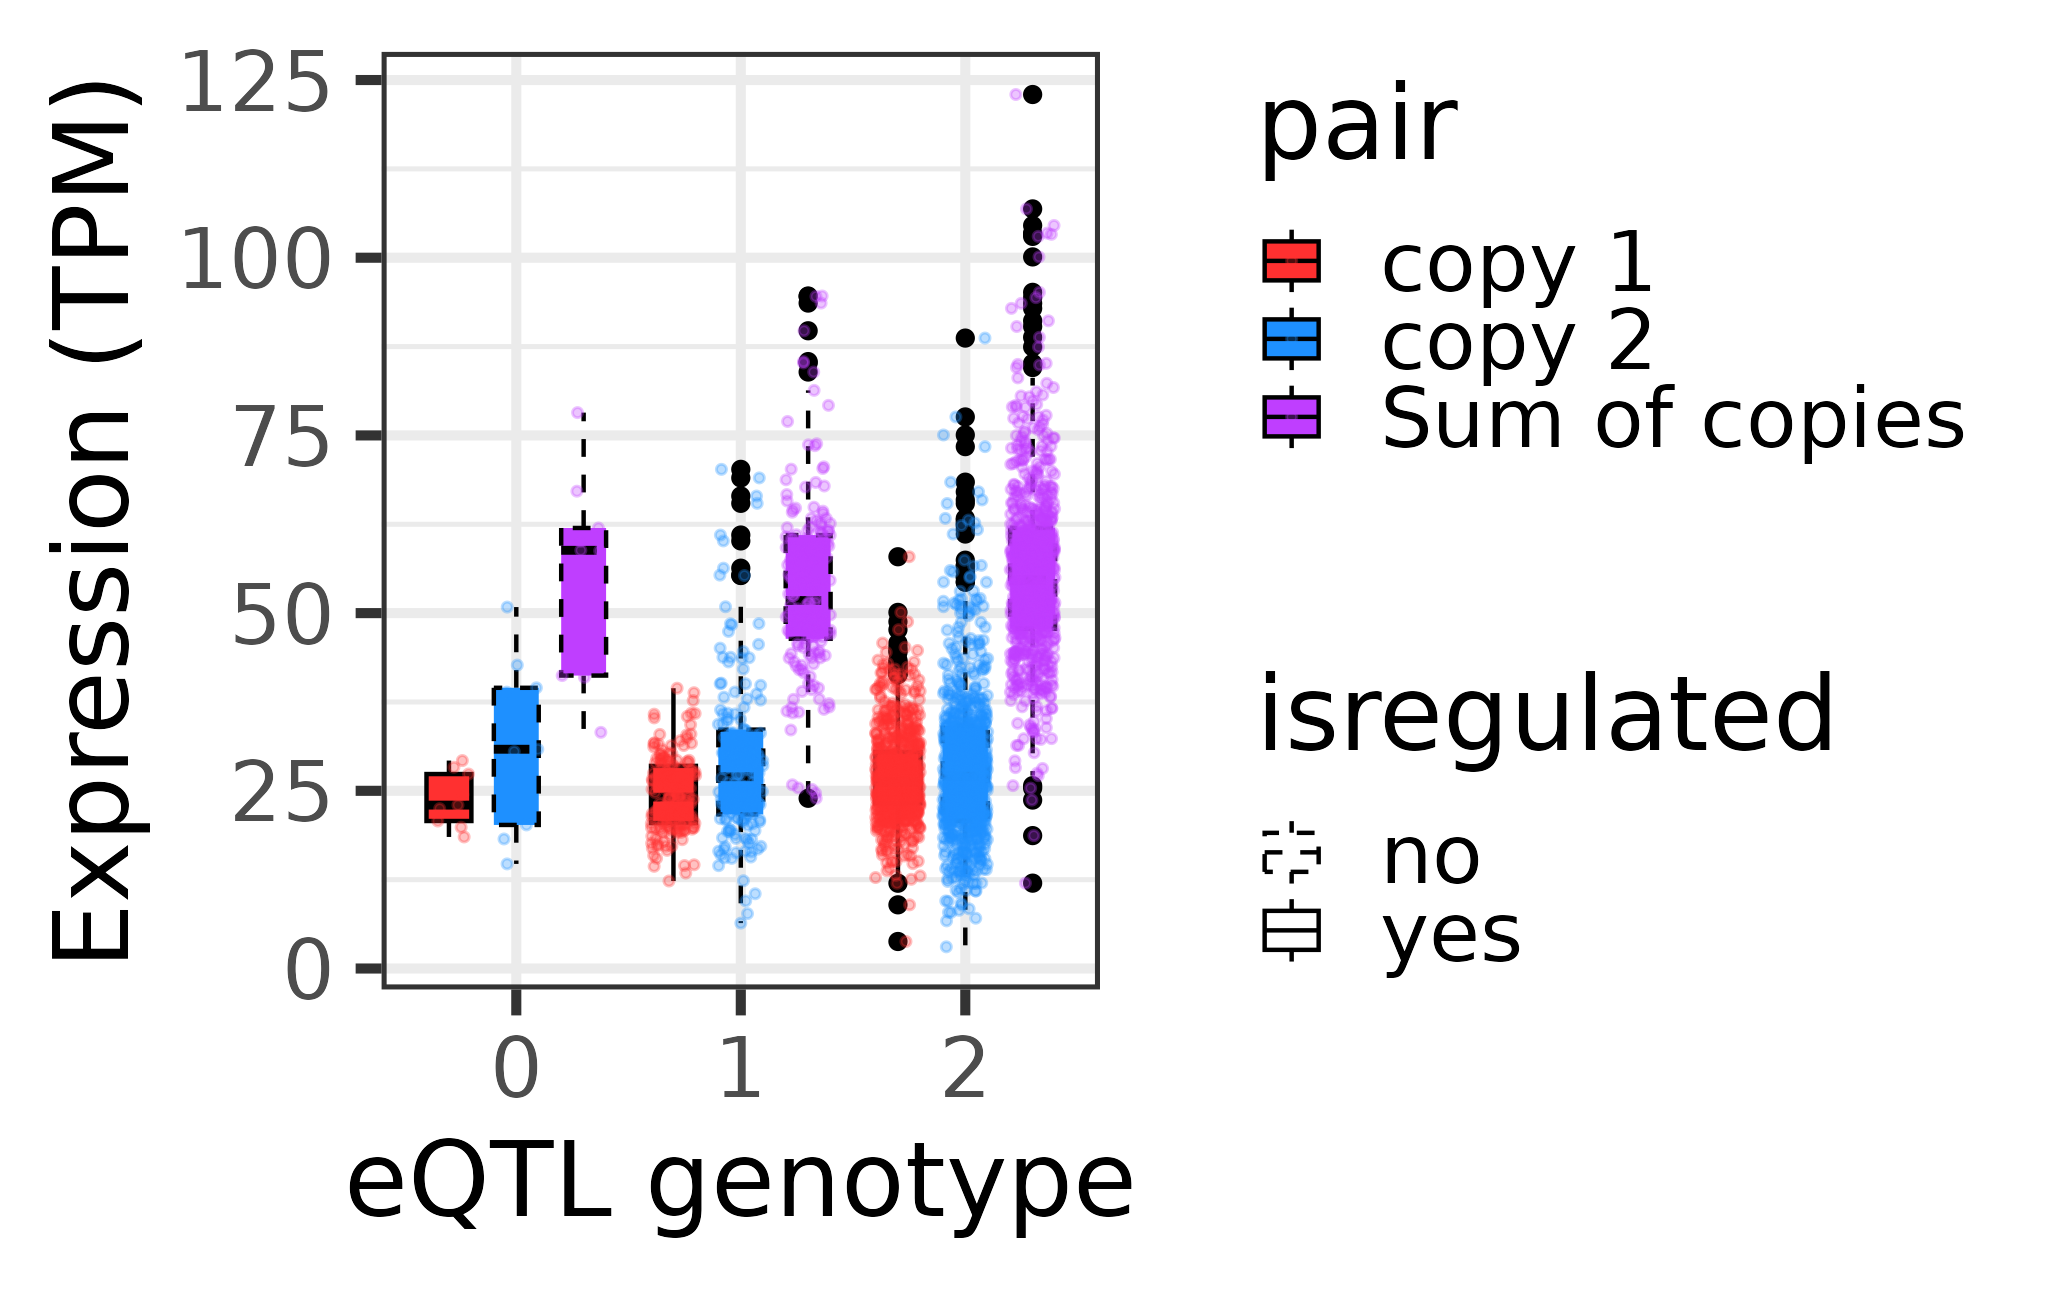 Expression (TPM)
125
100
75
50
25
0
0 1 2
eQTL genotype
pair
copy 1
copy 2
Sum of copies
isregulated
no
yes